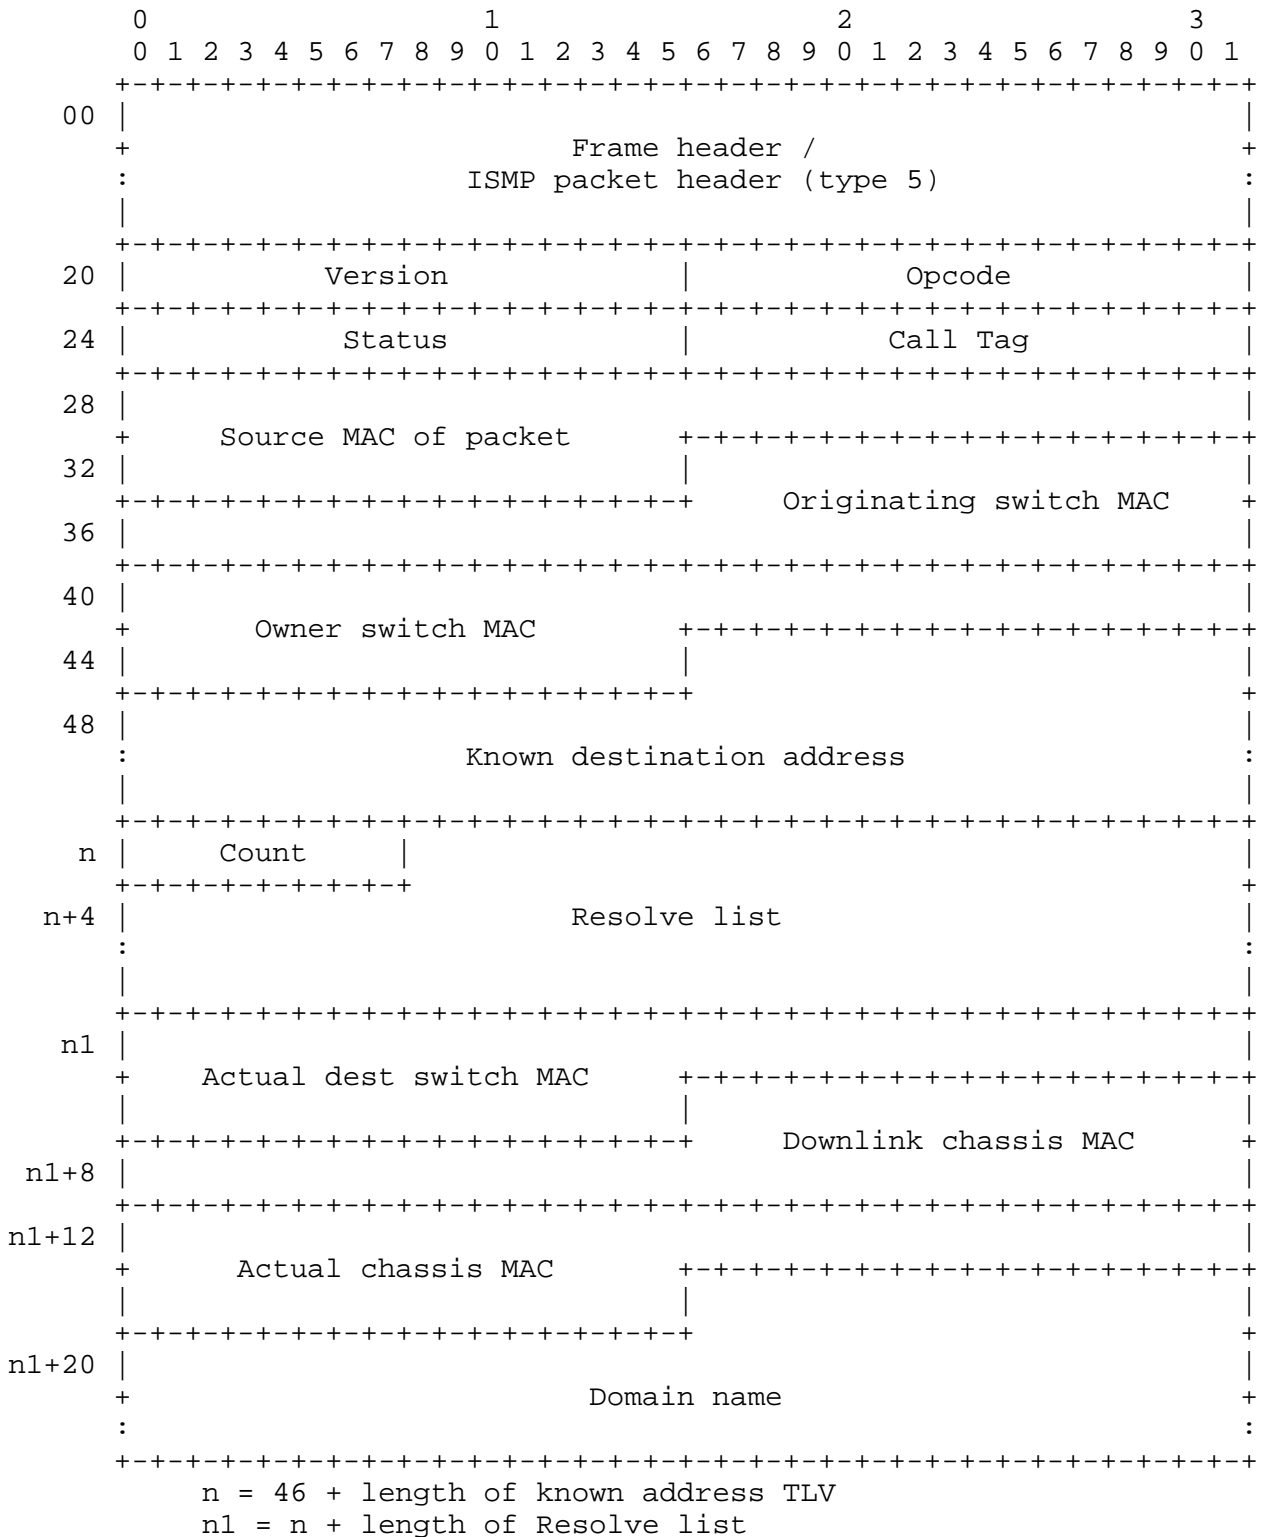 0                   1                   2                   3
 0 1 2 3 4 5 6 7 8 9 0 1 2 3 4 5 6 7 8 9 0 1 2 3 4 5 6 7 8 9 0 1
      +-+-+-+-+-+-+-+-+-+-+-+-+-+-+-+-+-+-+-+-+-+-+-+-+-+-+-+-+-+-+-+-+
   00 |                                                               |
      +                         Frame header /                        +
      :                   ISMP packet header (type 5)                 :
      |                                                               |
      +-+-+-+-+-+-+-+-+-+-+-+-+-+-+-+-+-+-+-+-+-+-+-+-+-+-+-+-+-+-+-+-+
   20 |           Version             |            Opcode             |
      +-+-+-+-+-+-+-+-+-+-+-+-+-+-+-+-+-+-+-+-+-+-+-+-+-+-+-+-+-+-+-+-+
   24 |            Status             |           Call Tag            |
      +-+-+-+-+-+-+-+-+-+-+-+-+-+-+-+-+-+-+-+-+-+-+-+-+-+-+-+-+-+-+-+-+
   28 |                                                               |
      +     Source MAC of packet      +-+-+-+-+-+-+-+-+-+-+-+-+-+-+-+-+
   32 |                               |                               |
      +-+-+-+-+-+-+-+-+-+-+-+-+-+-+-+-+     Originating switch MAC    +
   36 |                                                               |
      +-+-+-+-+-+-+-+-+-+-+-+-+-+-+-+-+-+-+-+-+-+-+-+-+-+-+-+-+-+-+-+-+
   40 |                                                               |
      +       Owner switch MAC        +-+-+-+-+-+-+-+-+-+-+-+-+-+-+-+-+
   44 |                               |                               |
      +-+-+-+-+-+-+-+-+-+-+-+-+-+-+-+-+                               +
   48 |                                                               |
      :                   Known destination address                   :
      |                                                               |
      +-+-+-+-+-+-+-+-+-+-+-+-+-+-+-+-+-+-+-+-+-+-+-+-+-+-+-+-+-+-+-+-+
    n |     Count     |                                               |
      +-+-+-+-+-+-+-+-+                                               +
  n+4 |                         Resolve list                          |
      :                                                               :
      |                                                               |
      +-+-+-+-+-+-+-+-+-+-+-+-+-+-+-+-+-+-+-+-+-+-+-+-+-+-+-+-+-+-+-+-+
   n1 |                                                               |
      +    Actual dest switch MAC     +-+-+-+-+-+-+-+-+-+-+-+-+-+-+-+-+
      |                               |                               |
      +-+-+-+-+-+-+-+-+-+-+-+-+-+-+-+-+     Downlink chassis MAC      +
 n1+8 |                                                               |
      +-+-+-+-+-+-+-+-+-+-+-+-+-+-+-+-+-+-+-+-+-+-+-+-+-+-+-+-+-+-+-+-+
n1+12 |                                                               |
      +      Actual chassis MAC       +-+-+-+-+-+-+-+-+-+-+-+-+-+-+-+-+
      |                               |                               |
      +-+-+-+-+-+-+-+-+-+-+-+-+-+-+-+-+                               +
n1+20 |                                                               |
      +                          Domain name                          +
      :                                                               :
      +-+-+-+-+-+-+-+-+-+-+-+-+-+-+-+-+-+-+-+-+-+-+-+-+-+-+-+-+-+-+-+-+
           n = 46 + length of known address TLV
           n1 = n + length of Resolve list